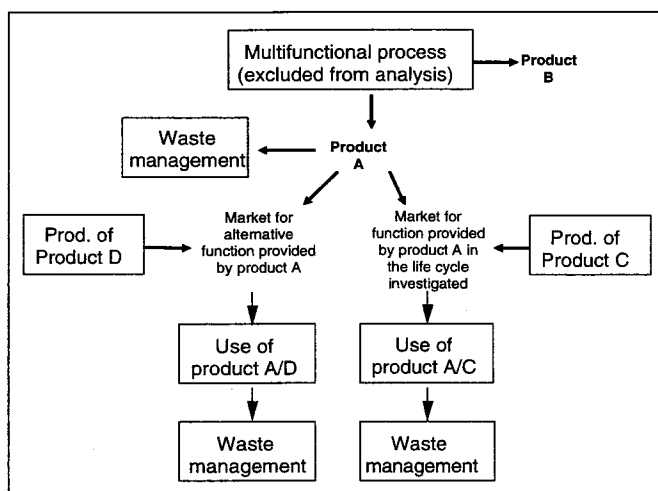 Multifunctional process
(excluded from analysis)
Product
B
Waste
management
Product
A
Prod. of
Product D
Market for
alternative
function provided
by product A
Market for
function provided
by product A in
the life cycle
investigated
Prod. of
Product C
Use of
product A/D
Use of
product A/C
Waste
management
Waste
management